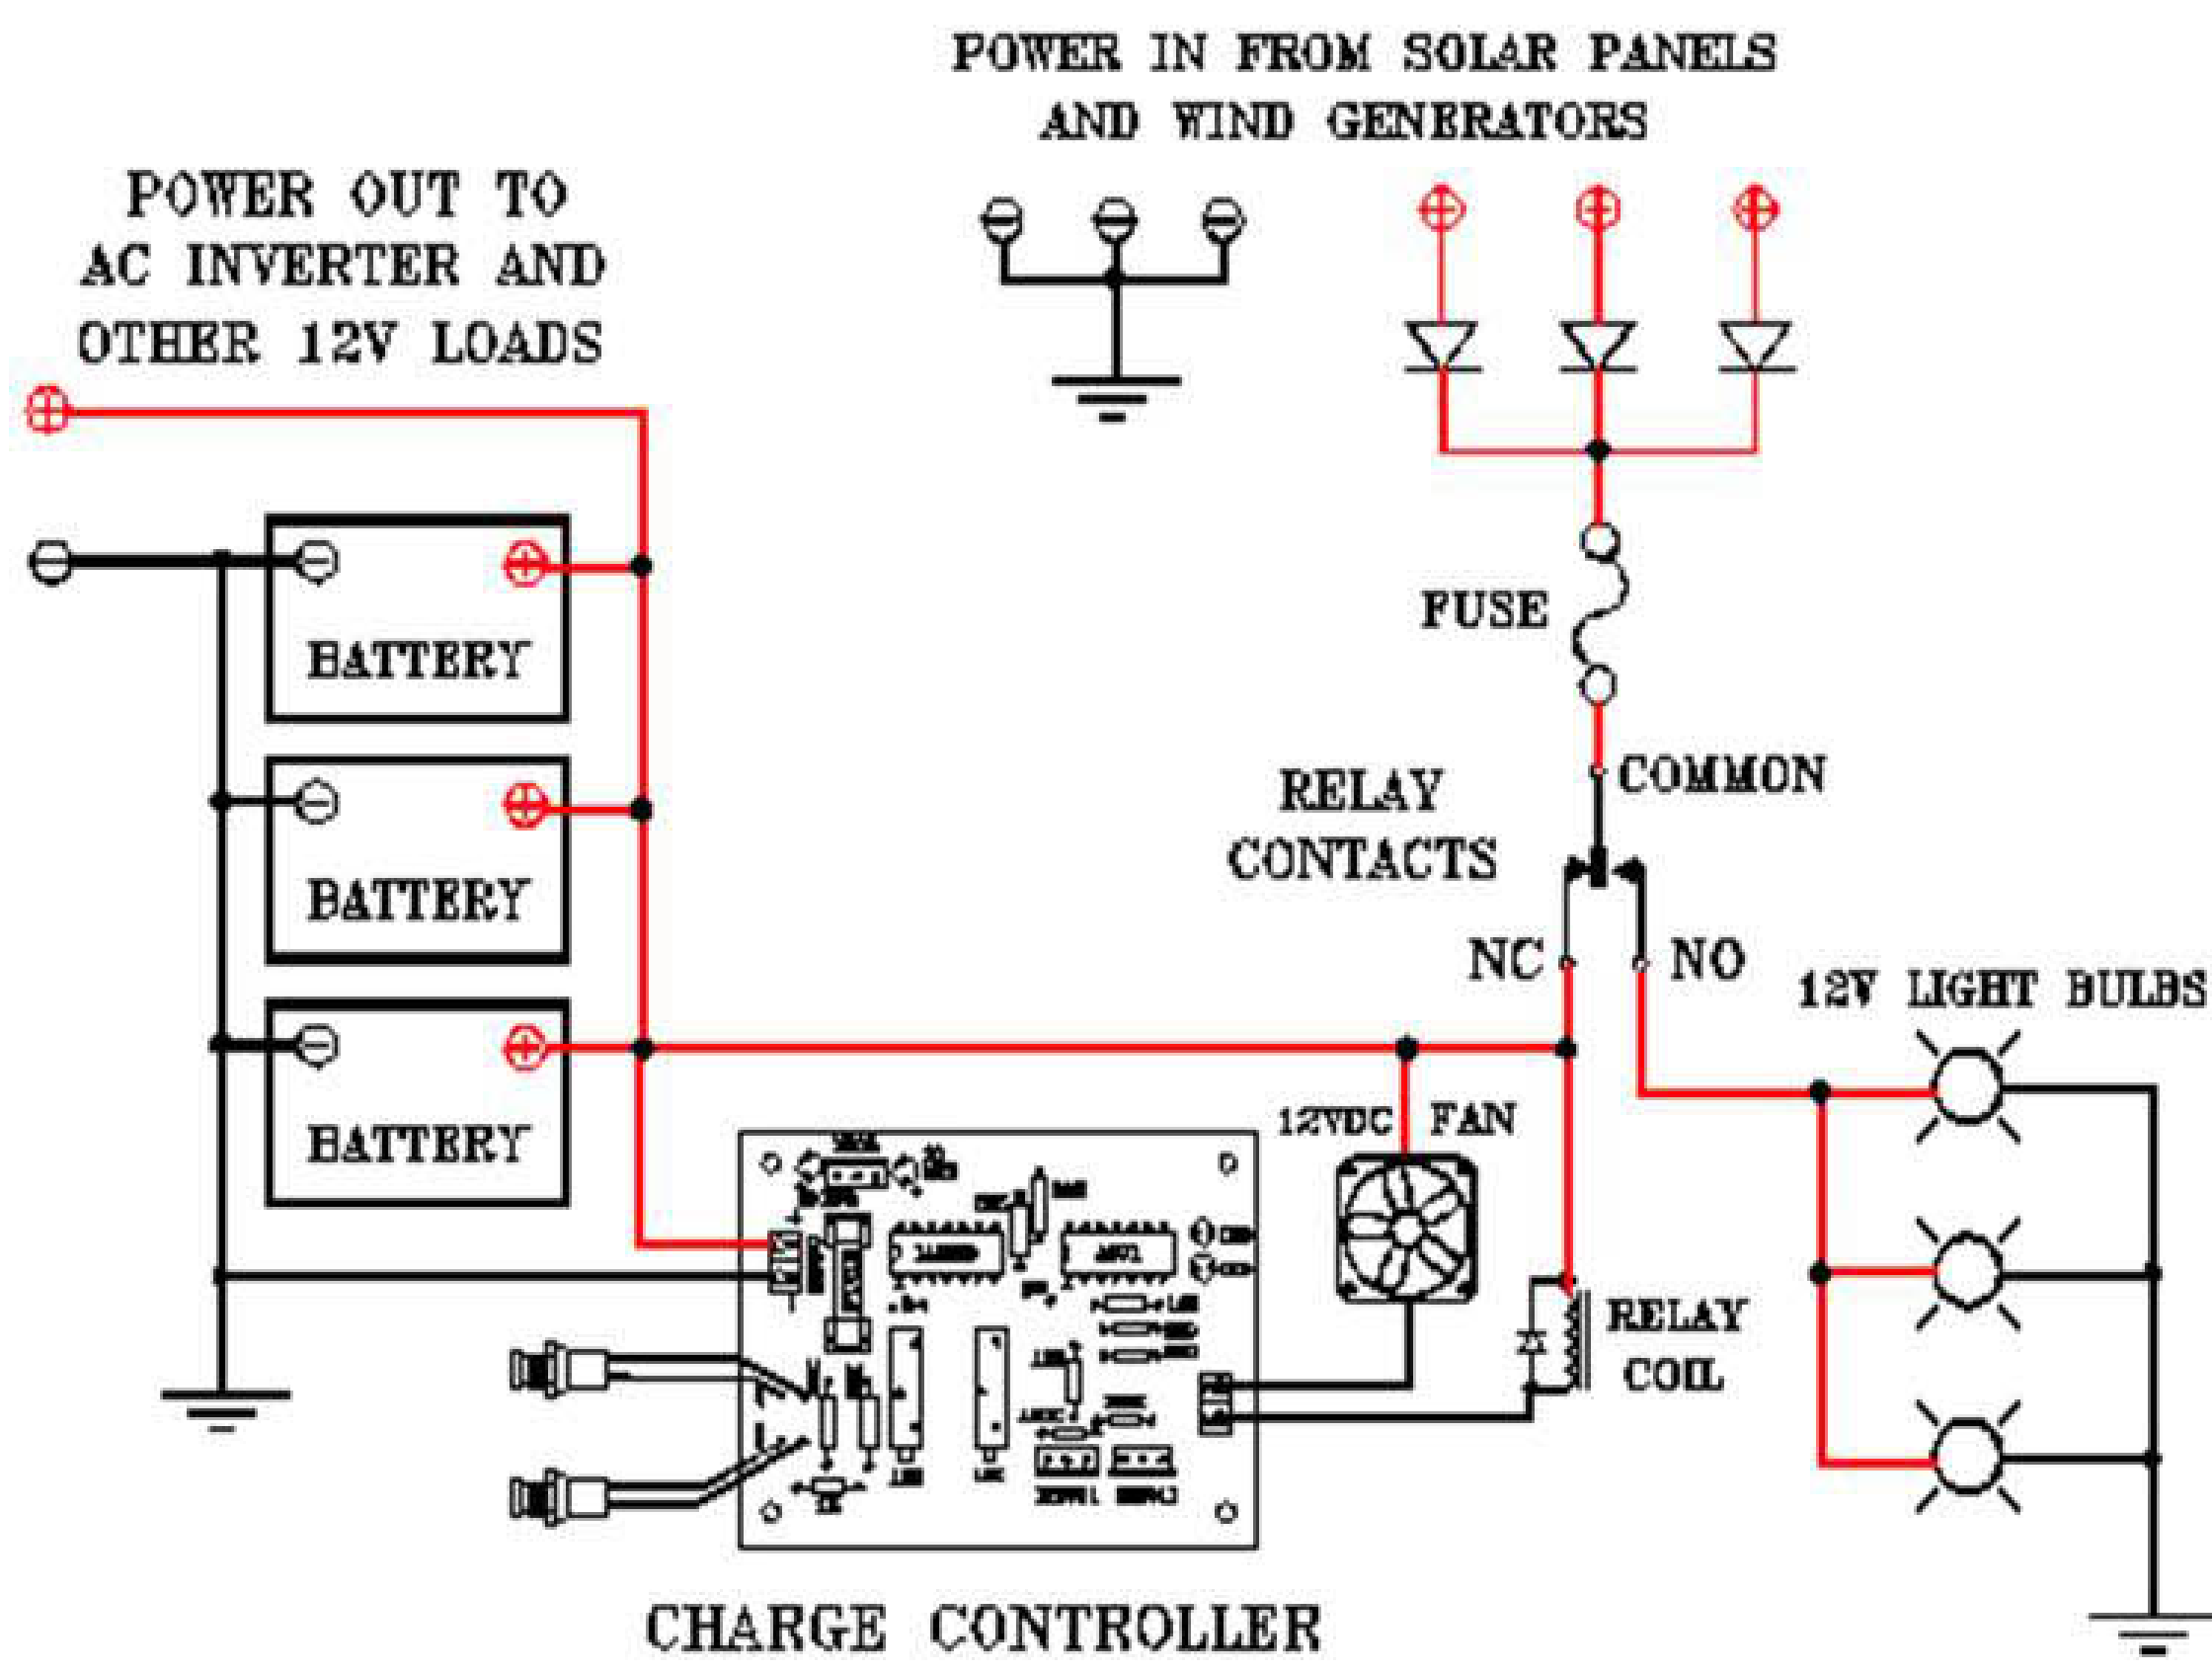 POWER IN FROM SOLAR PANELS
AND WIND GENERATORS
POWER OUT TO
AC INVERTER AND
OTHER 12V LOADS
BATTERY
FUSE
COMMON
RELAY
CONTACTS
BATTERY
NC
NO
12V LIGHT BULBS
BATTERY
12VDC FAN
RELAY
COIL
CHARGE CONTROLLER